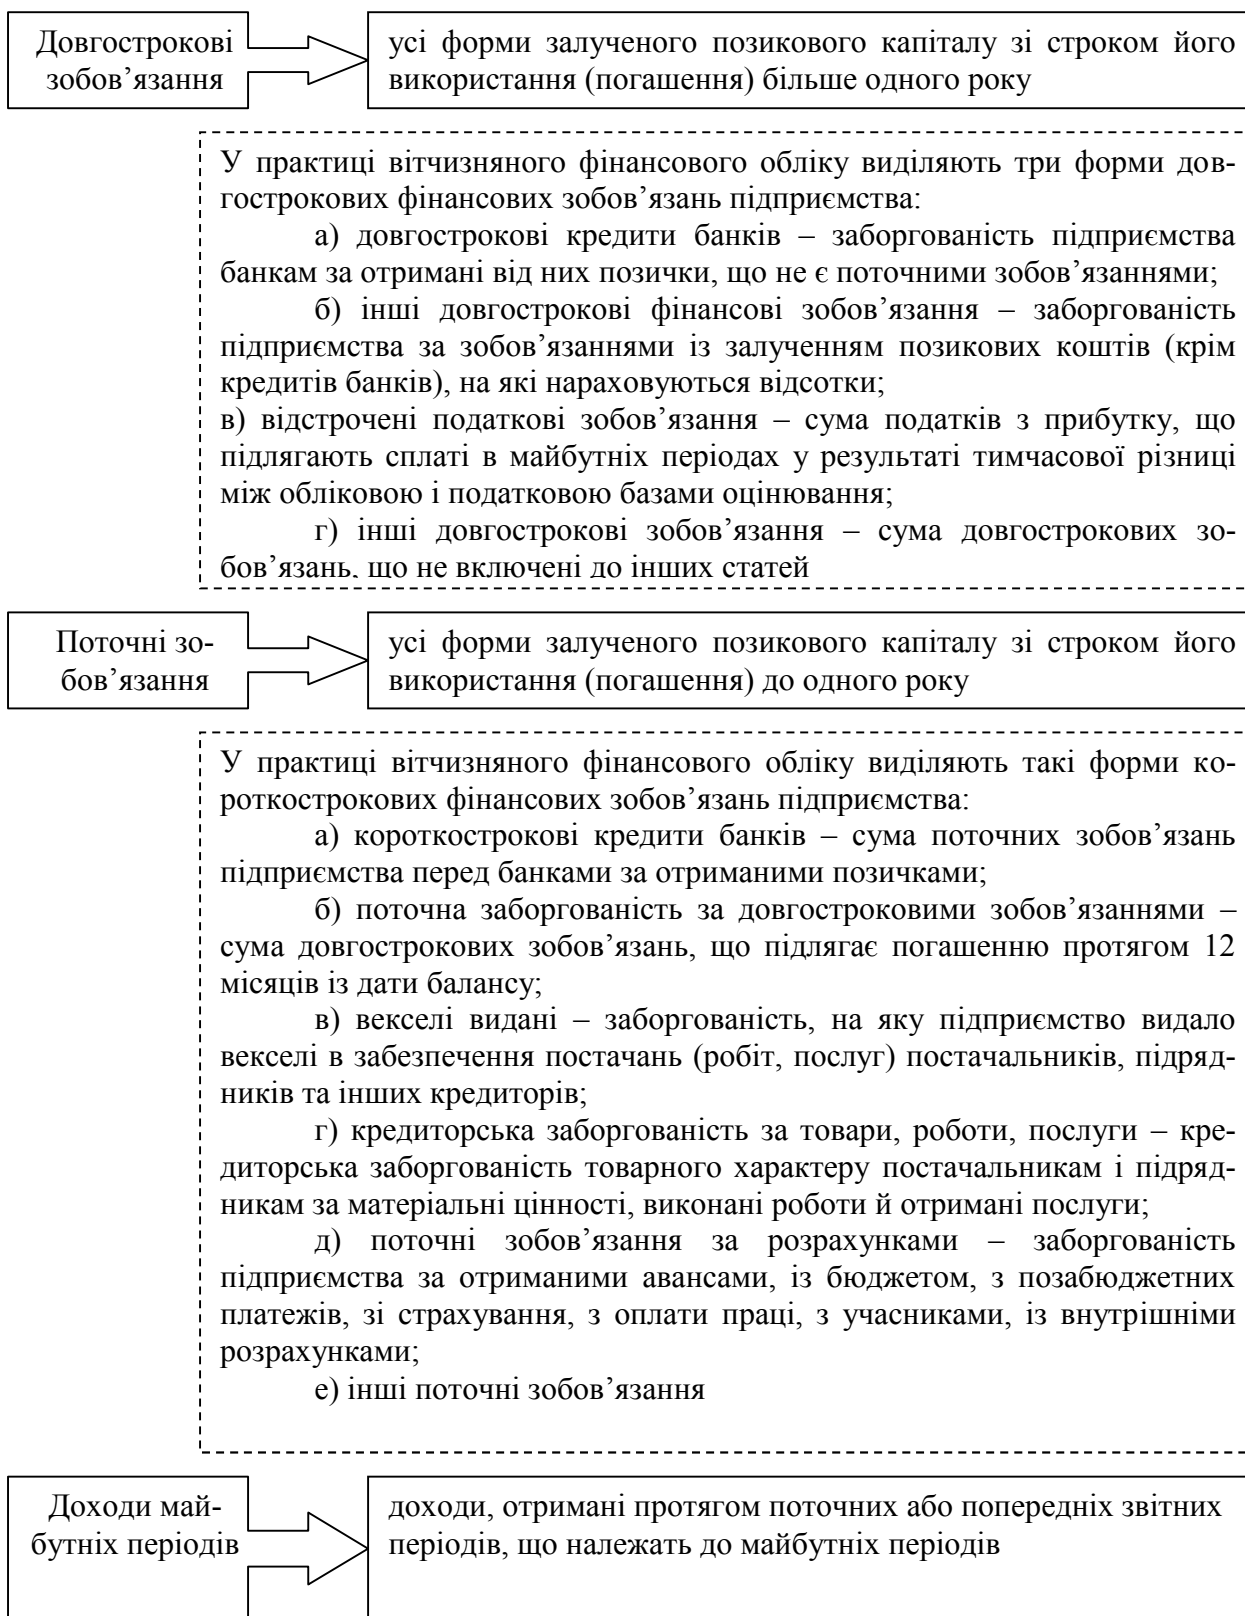 Довгострокові
зобов’язання
усі форми залученого позикового капіталу зі строком його
використання (погашення) більше одного року
У практиці вітчизняного фінансового обліку виділяють три форми дов-
гострокових фінансових зобов’язань підприємства:
а) довгострокові кредити банків – заборгованість підприємства
банкам за отримані від них позички, що не є поточними зобов’язаннями;
б) інші довгострокові фінансові зобов’язання – заборгованість
підприємства за зобов’язаннями із залученням позикових коштів (крім
кредитів банків), на які нараховуються відсотки;
в) відстрочені податкові зобов’язання – сума податків з прибутку, що
підлягають сплаті в майбутніх періодах у результаті тимчасової різниці
між обліковою і податковою базами оцінювання;
г) інші довгострокові зобов’язання – сума довгострокових зо-
бов’язань, що не включені до інших статей
Поточні зо-
бов’язання
усі форми залученого позикового капіталу зі строком його
використання (погашення) до одного року
У практиці вітчизняного фінансового обліку виділяють такі форми ко-
роткострокових фінансових зобов’язань підприємства:
а) короткострокові кредити банків – сума поточних зобов’язань
підприємства перед банками за отриманими позичками;
б) поточна заборгованість за довгостроковими зобов’язаннями –
сума довгострокових зобов’язань, що підлягає погашенню протягом 12
місяців із дати балансу;
в) векселі видані – заборгованість, на яку підприємство видало
векселі в забезпечення постачань (робіт, послуг) постачальників, підряд-
ників та інших кредиторів;
г) кредиторська заборгованість за товари, роботи, послуги – кре-
диторська заборгованість товарного характеру постачальникам і підряд-
никам за матеріальні цінності, виконані роботи й отримані послуги;
д) поточні зобов’язання за розрахунками – заборгованість
підприємства за отриманими авансами, із бюджетом, з позабюджетних
платежів, зі страхування, з оплати праці, з учасниками, із внутрішніми
розрахунками;
е) інші поточні зобов’язання
Доходи май-
бутніх періодів
доходи, отримані протягом поточних або попередніх звітних
періодів, що належать до майбутніх періодів